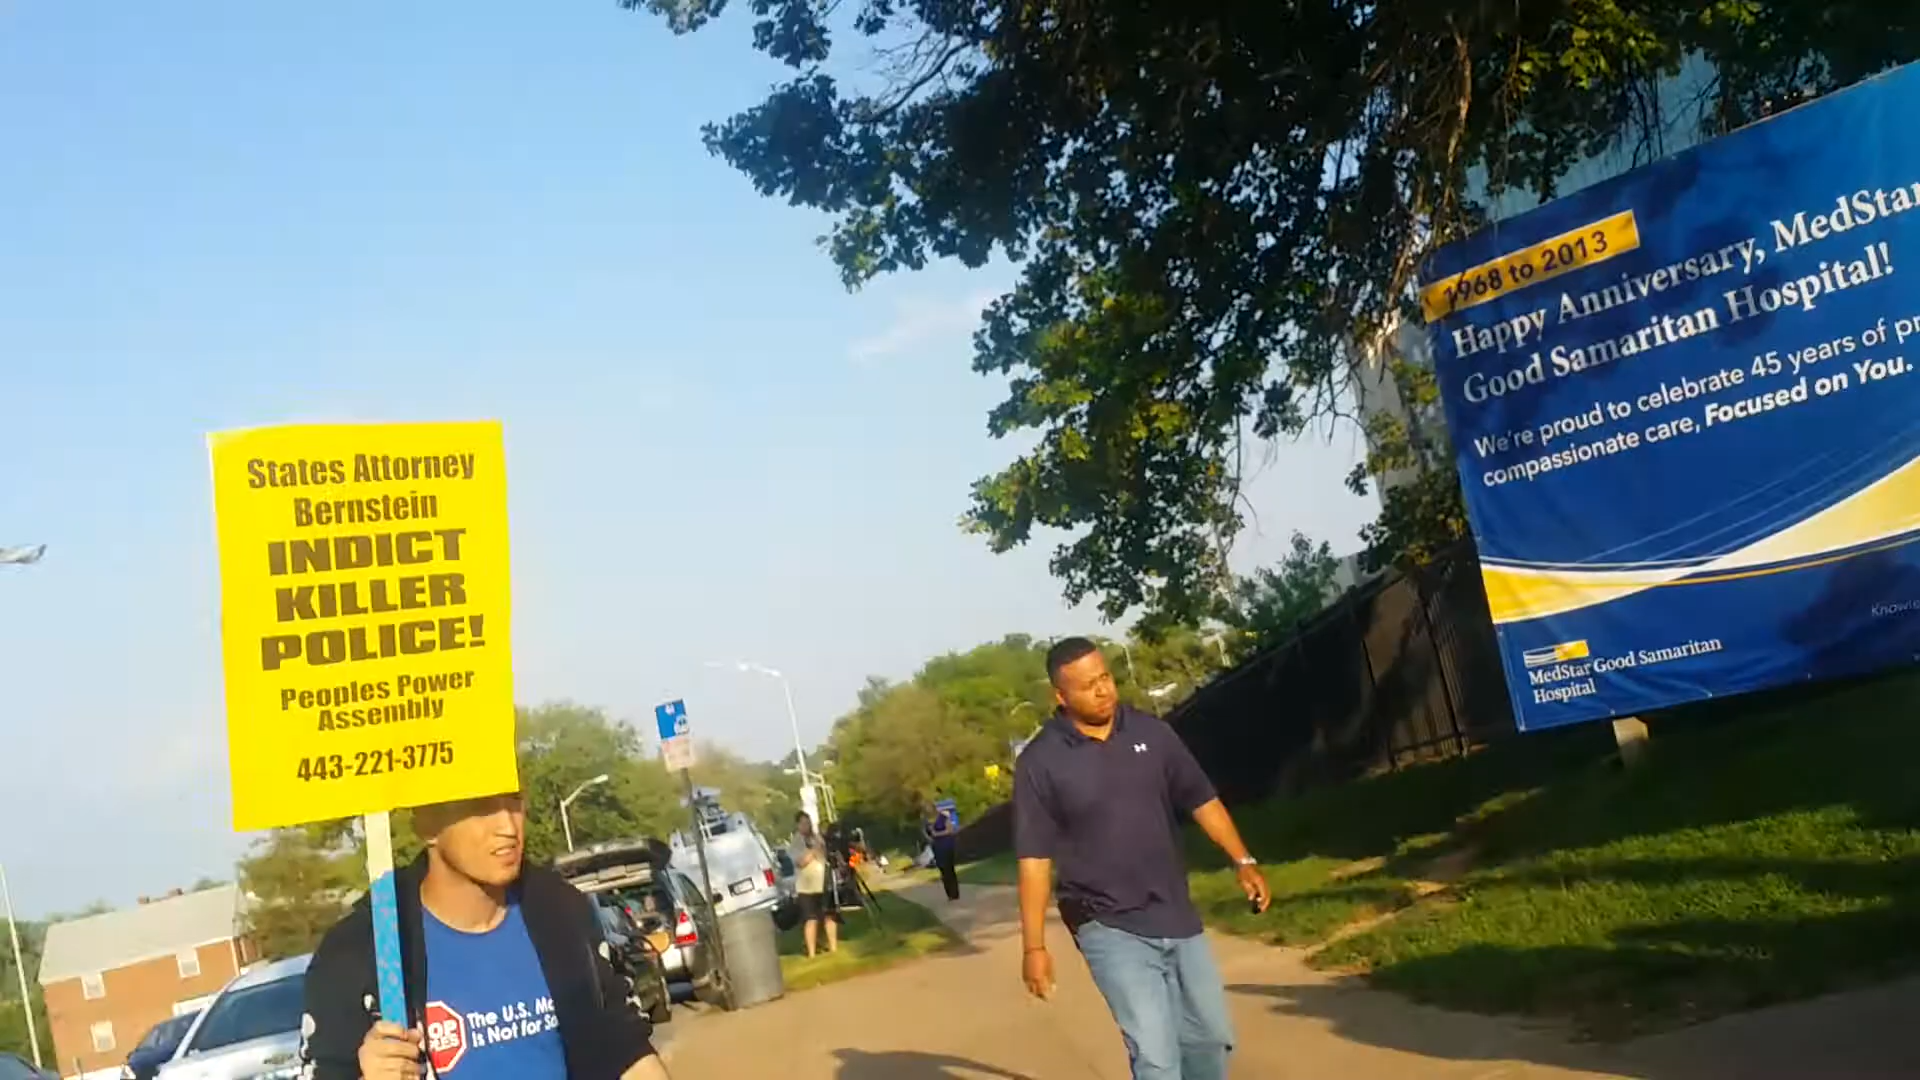 States Attorney
Bernstein
INDICT
KILLER
POLICE!
Peoples Power
Assembly
443-221-3775
The U.S.
Is Not for
1968 to 2013
Happy Anniversary, MedStar
Good Samaritan Hospital!
We're proud to celebrate 45 years of
compassionate care, Focused on You.
MedStar Good Samaritan
Hospital